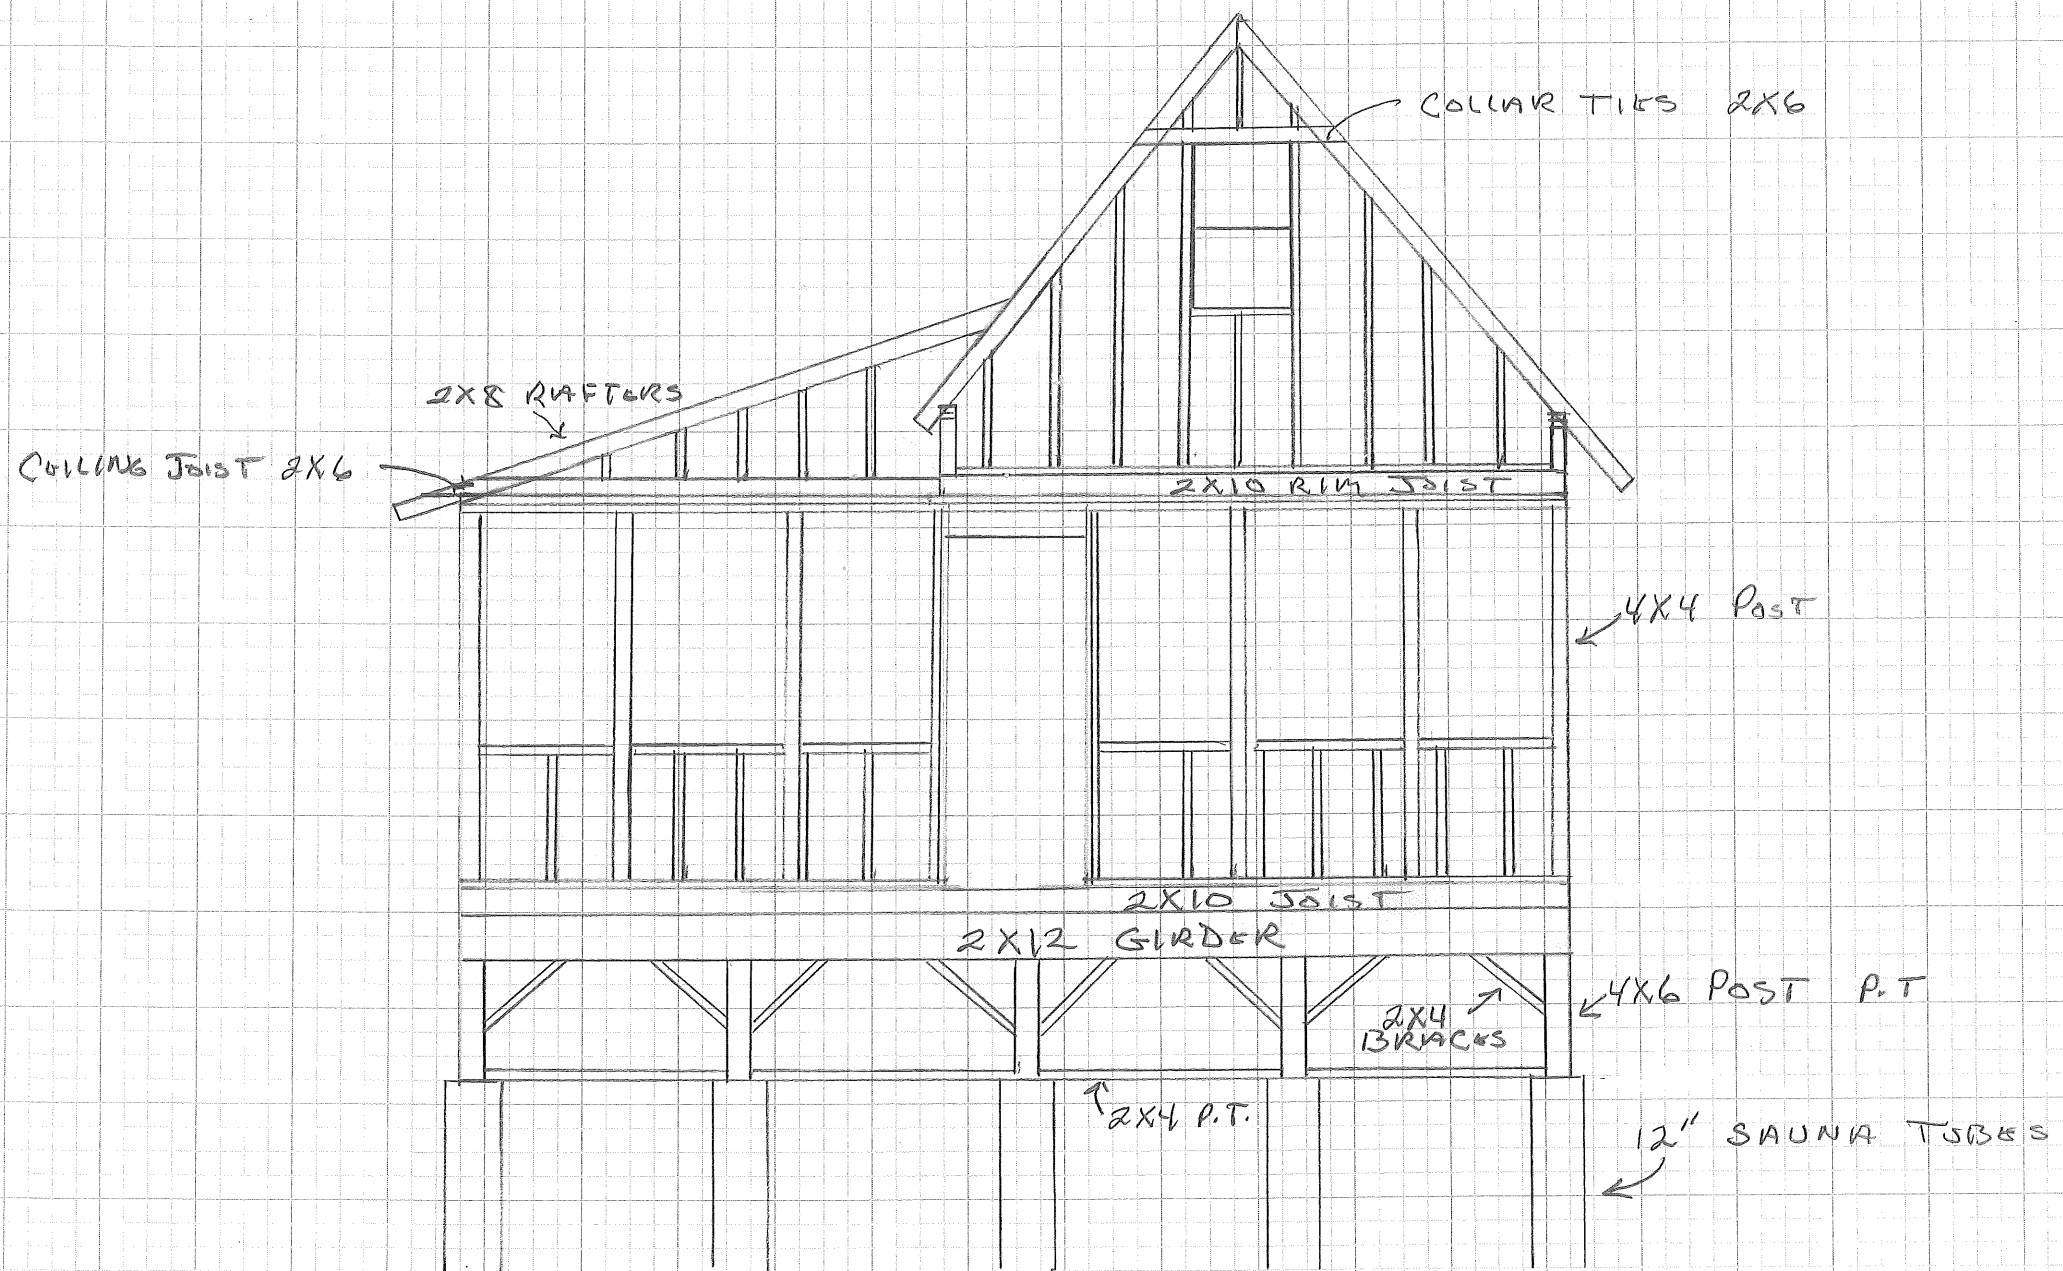 COLLAR TIES 2X6
2X8 RAFTERS
CEILING JOIST 2X6
2X10 RIM JOIST
4X4 POST
2X10 JOIST
2X12 GIRDER
4X6 POST P.T
2X4
BRACES
2X4 P.T.
12" SAUNA TUBES